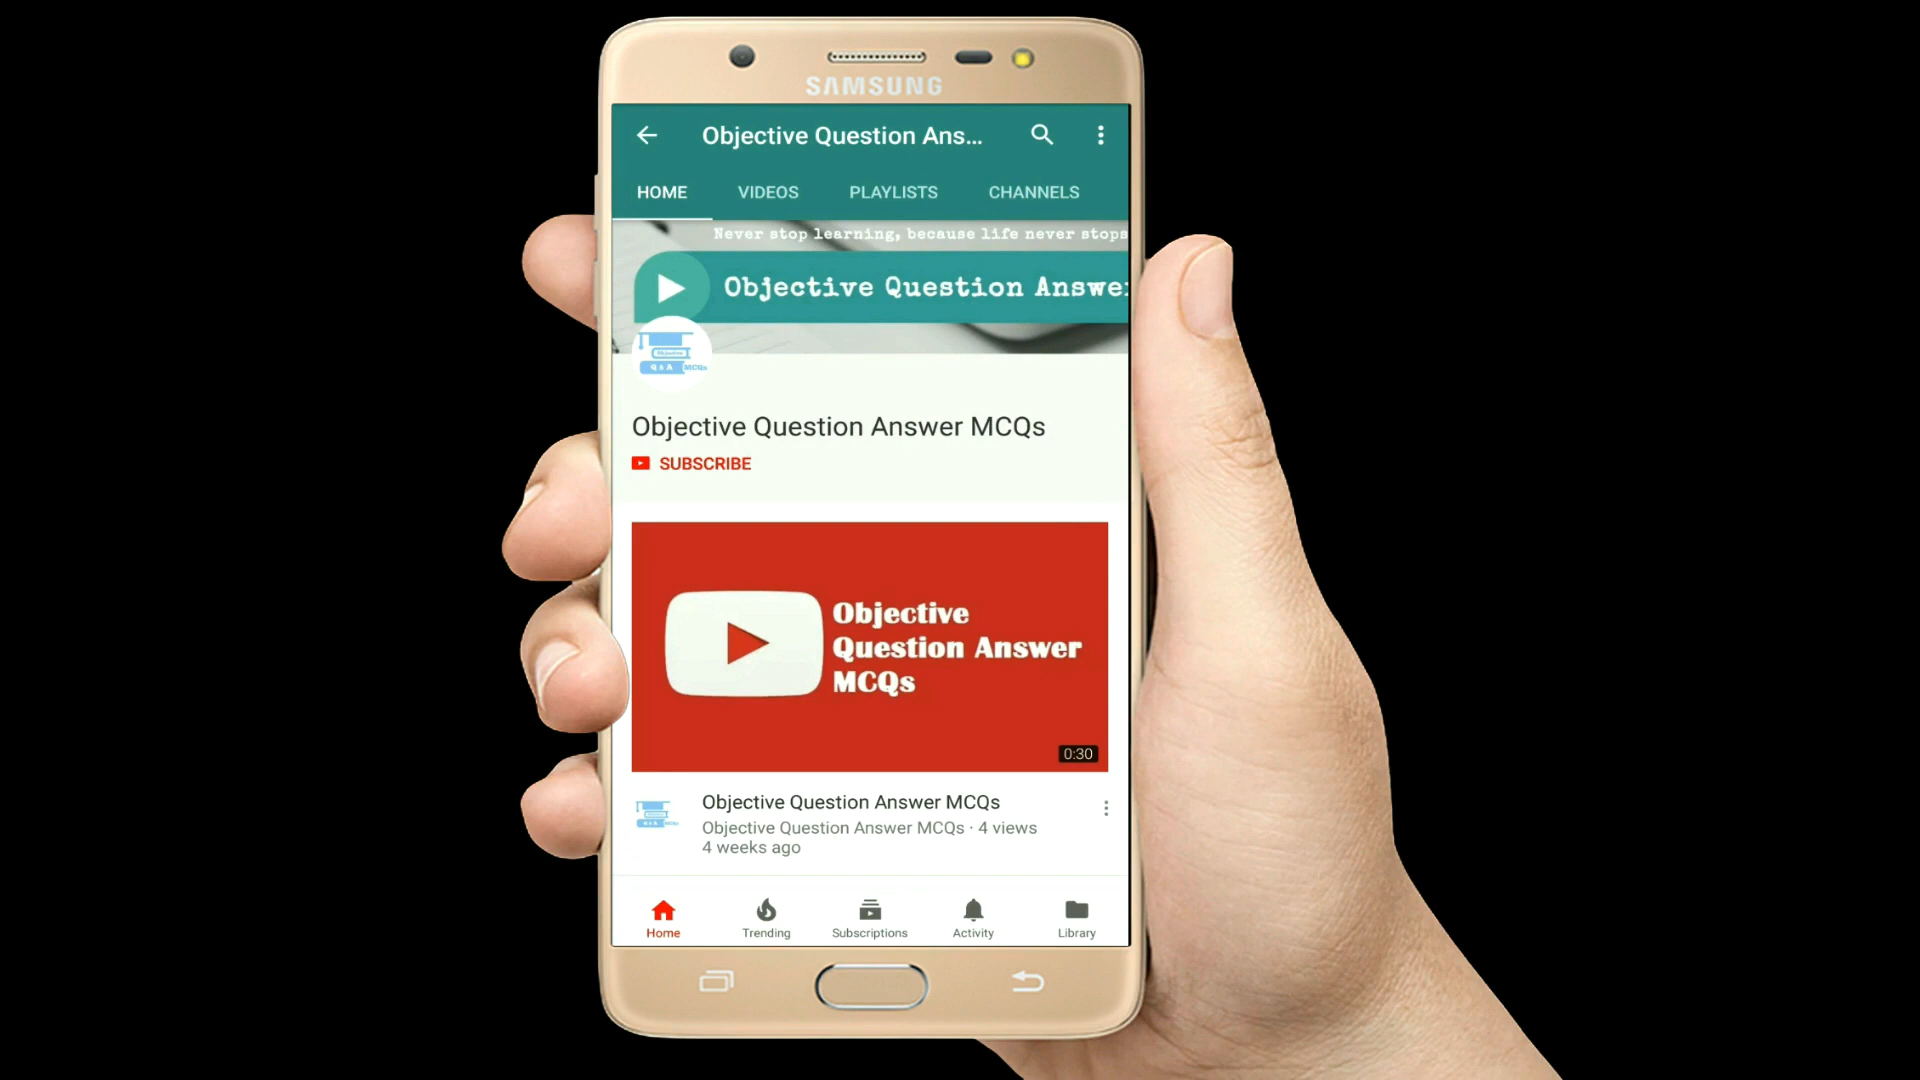 SAMSUNG
Objective Question Ans...
HOME VIDEOS PLAYLISTS CHANNELS
Never stop learning, because life never stops
Objective Question Answe
Objective
Q & A MCQs
Objective Question Answer MCQs
SUBSCRIBE
Objective
Question Answer
MCQs
0:30
Objective Question Answer MCQs
Objective Question Answer MCQs · 4 views
4 weeks ago
Home Trending Subscriptions Activity Library